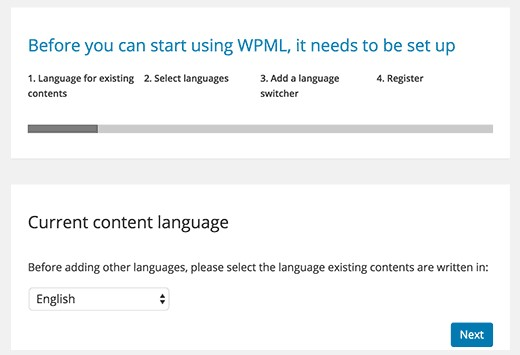 Before you can start using WPML, it needs to be set up
1. Language for existing contents
2. Select languages
3. Add a language switcher
4. Register
Current content language
Before adding other languages, please select the language existing contents are written in:
English
Next